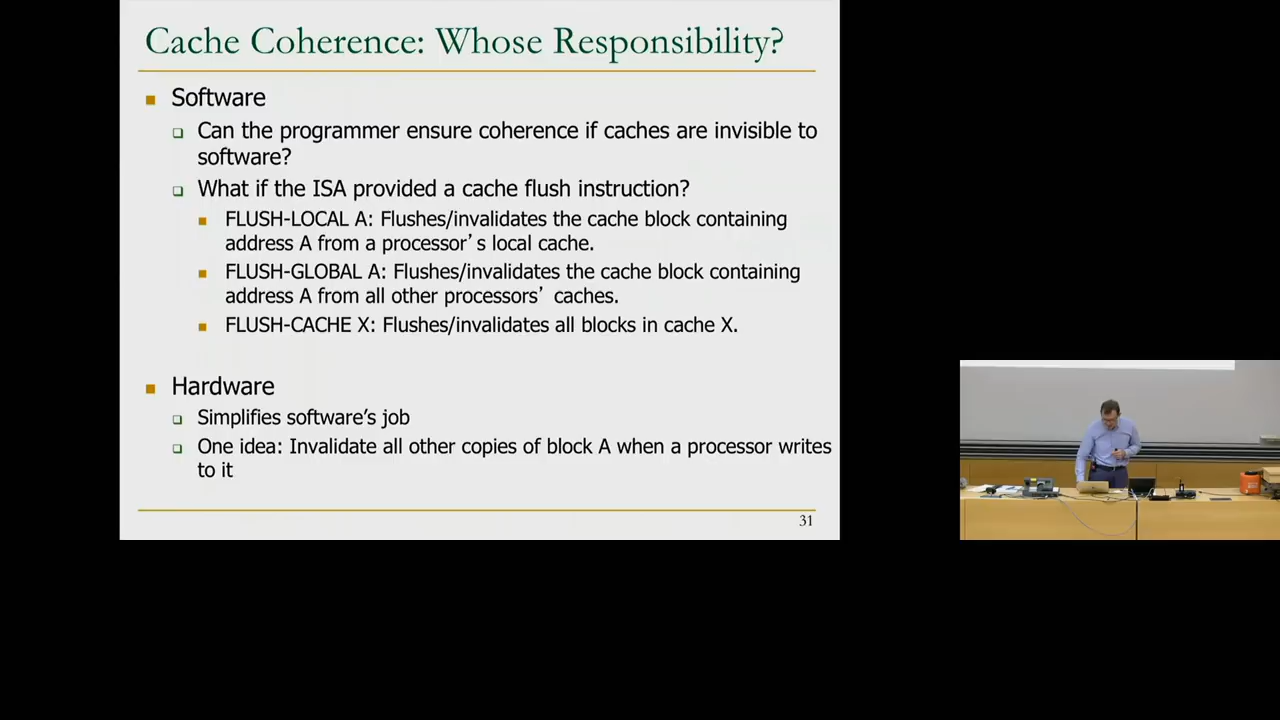 Cache Coherence: Whose Responsibility?
Software
Can the programmer ensure coherence if caches are invisible to
software?
What if the ISA provided a cache flush instruction?
FLUSH-LOCAL A: Flushes/invalidates the cache block containing
address A from a processor's local cache.
FLUSH-GLOBAL A: Flushes/invalidates the cache block containing
address A from all other processors' caches.
FLUSH-CACHE X: Flushes/invalidates all blocks in cache X.
Hardware
Simplifies software's job
One idea: Invalidate all other copies of block A when a processor writes
to it
31